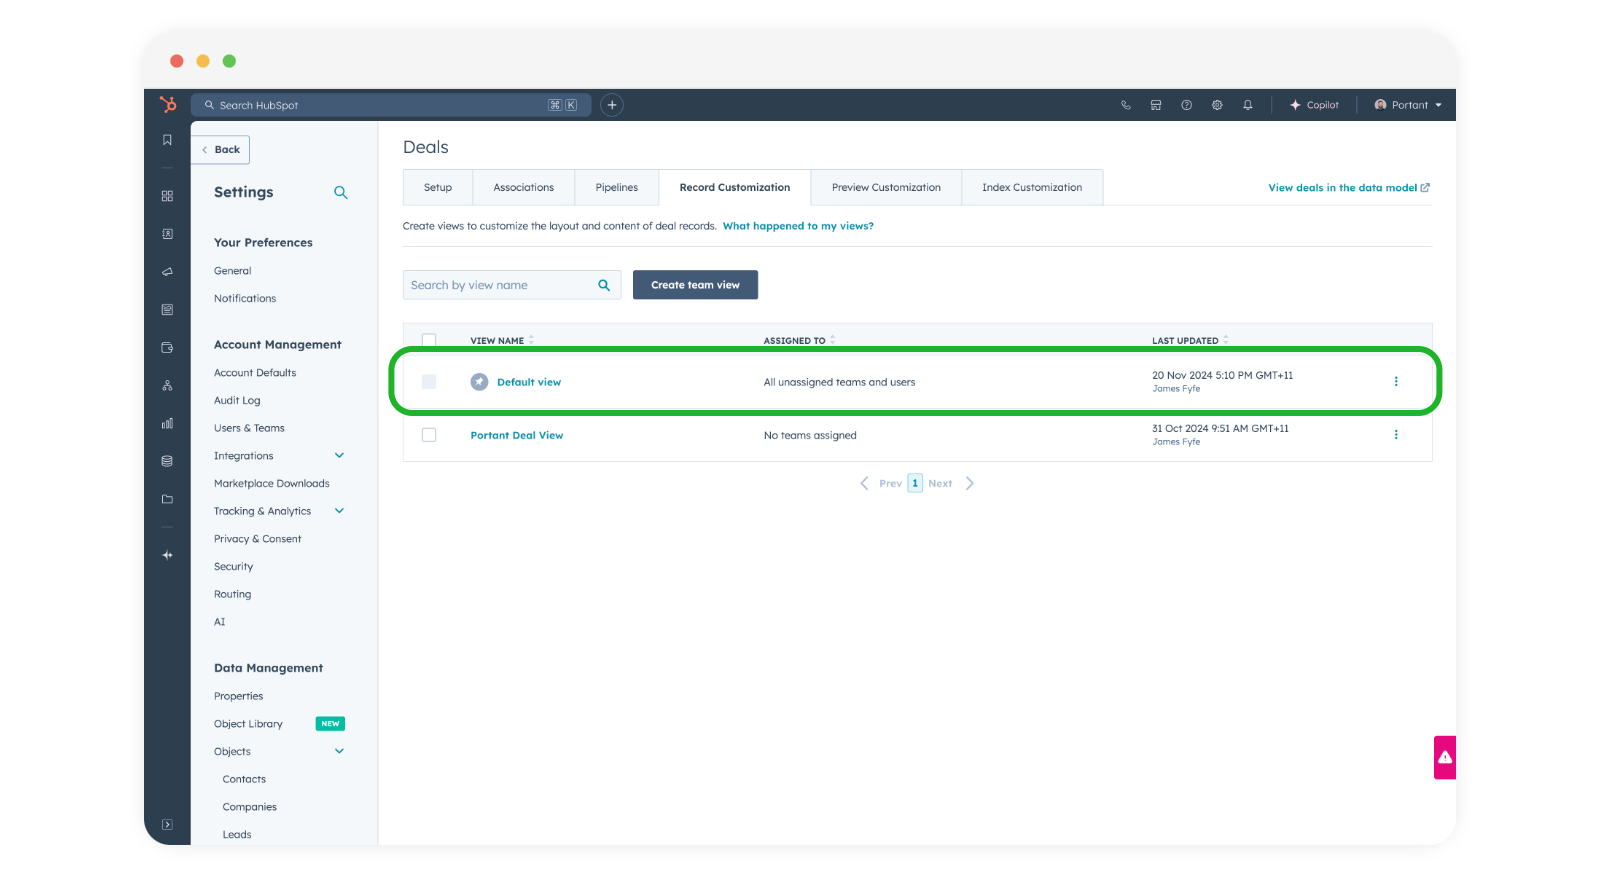 Search HubSpot
⌘ K
+
Copilot
Portant
Back
Settings
Your Preferences
General
Notifications
Account Management
Account Defaults
Audit Log
Users & Teams
Integrations
Marketplace Downloads
Tracking & Analytics
Privacy & Consent
Security
Routing
AI
Data Management
Properties
Object Library NEW
Objects
Contacts
Companies
Leads
Deals
Setup
Associations
Pipelines
Record Customization
Preview Customization
Index Customization
View deals in the data model
Create views to customize the layout and content of deal records. What happened to my views?
Search by view name
Create team view
VIEW NAME ASSIGNED TO LAST UPDATED
Default view All unassigned teams and users 20 Nov 2024 5:10 PM GMT+11
James Fyfe
Portant Deal View No teams assigned 31 Oct 2024 9:51 AM GMT+11
James Fyfe
Prev 1 Next